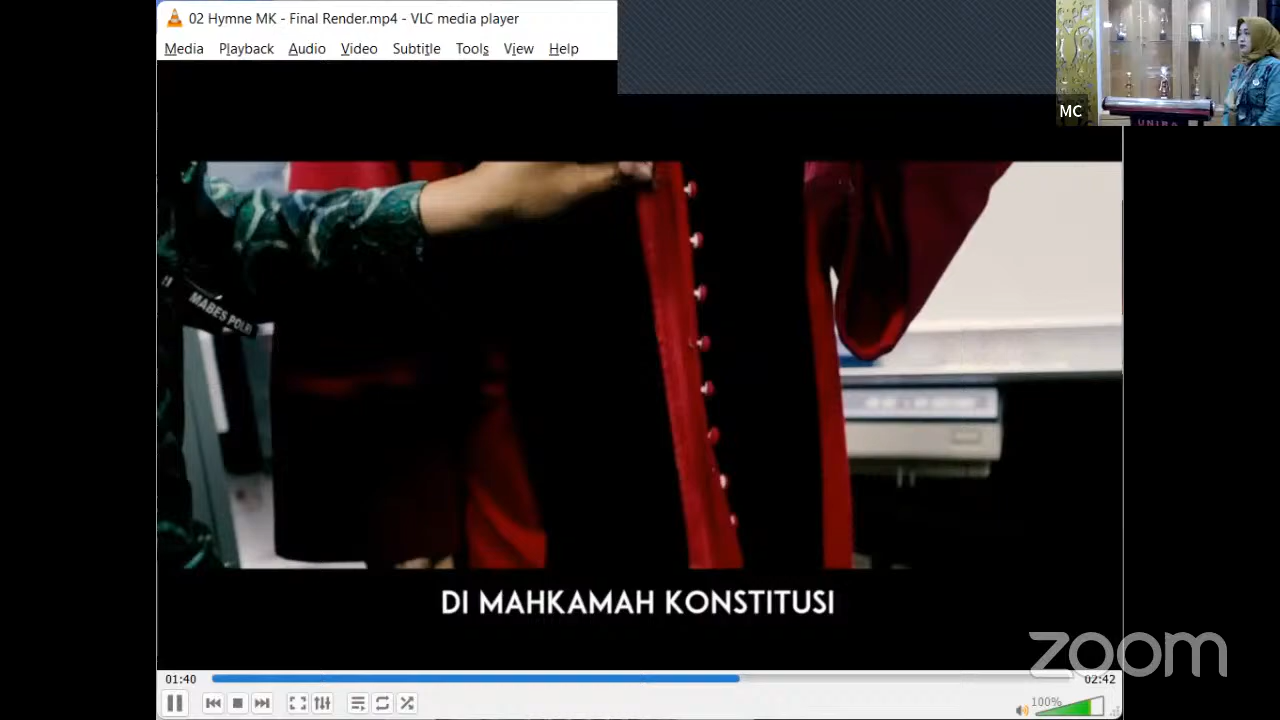 02 Hymne MK - Final Render.mp4 - VLC media player
Media Playback Audio Video Subtitle Tools View Help
MC
UNIBA
MABES POLRI
DI MAHKAMAH KONSTITUSI
zoom
01:40
02:42
100%